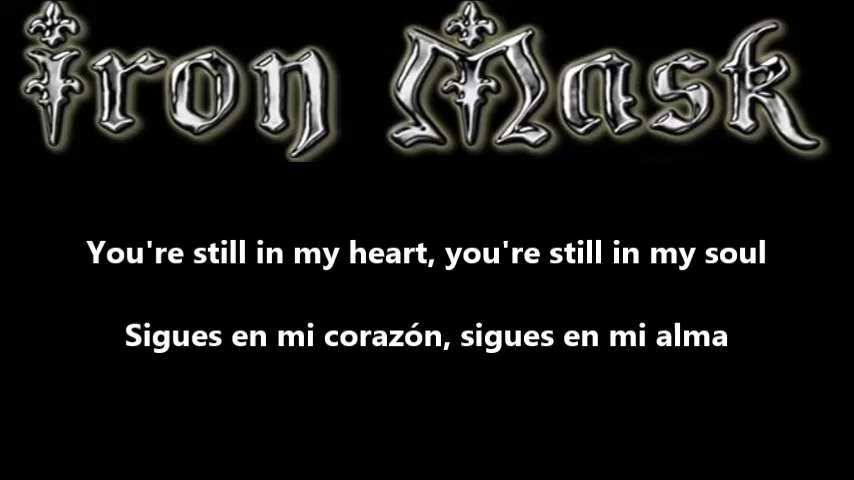 Iron Mask
You're still in my heart, you're still in my soul
Sigues en mi corazón, sigues en mi alma